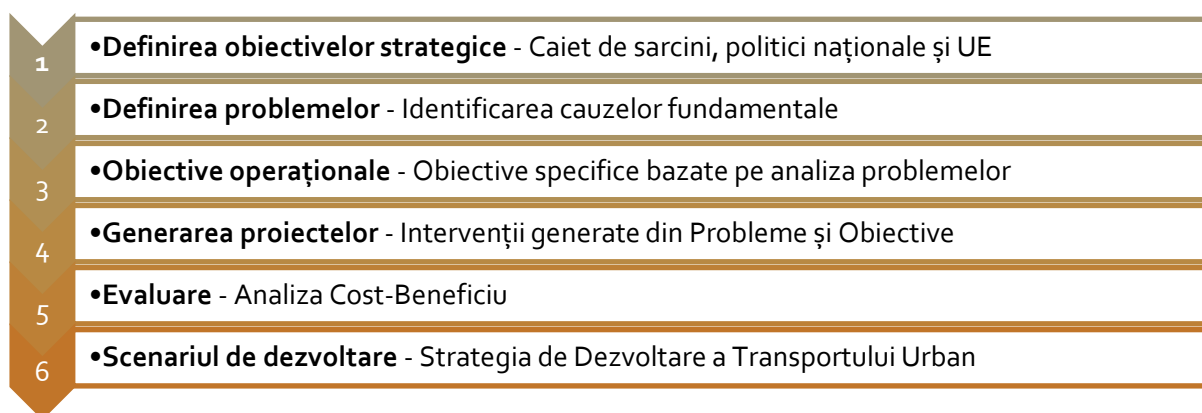 1 •Definirea obiectivelor strategice - Caiet de sarcini, politici naționale și UE
2 •Definirea problemelor - Identificarea cauzelor fundamentale
3 •Obiective operaționale - Obiective specifice bazate pe analiza problemelor
4 •Generarea proiectelor - Intervenții generate din Probleme și Obiective
5 •Evaluare - Analiza Cost-Beneficiu
6 •Scenariul de dezvoltare - Strategia de Dezvoltare a Transportului Urban